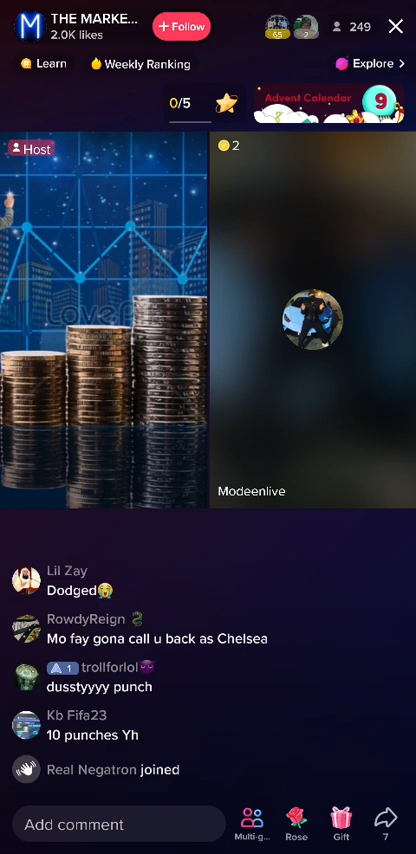 THE MARKE...
2.0K likes
+ Follow
65
2
249
Learn
Weekly Ranking
Explore >
0/5
Advent Calendar
9
Host
2
Modeenlive
Lil Zay
Dodged😭
RowdyReign 🐉
Mo fay gona call u back as Chelsea
1 trollforlol😈
dusstyyyy punch
Kb Fifa23
10 punches Yh
Real Negatron joined
Add comment
Multi-g...
Rose
Gift
7